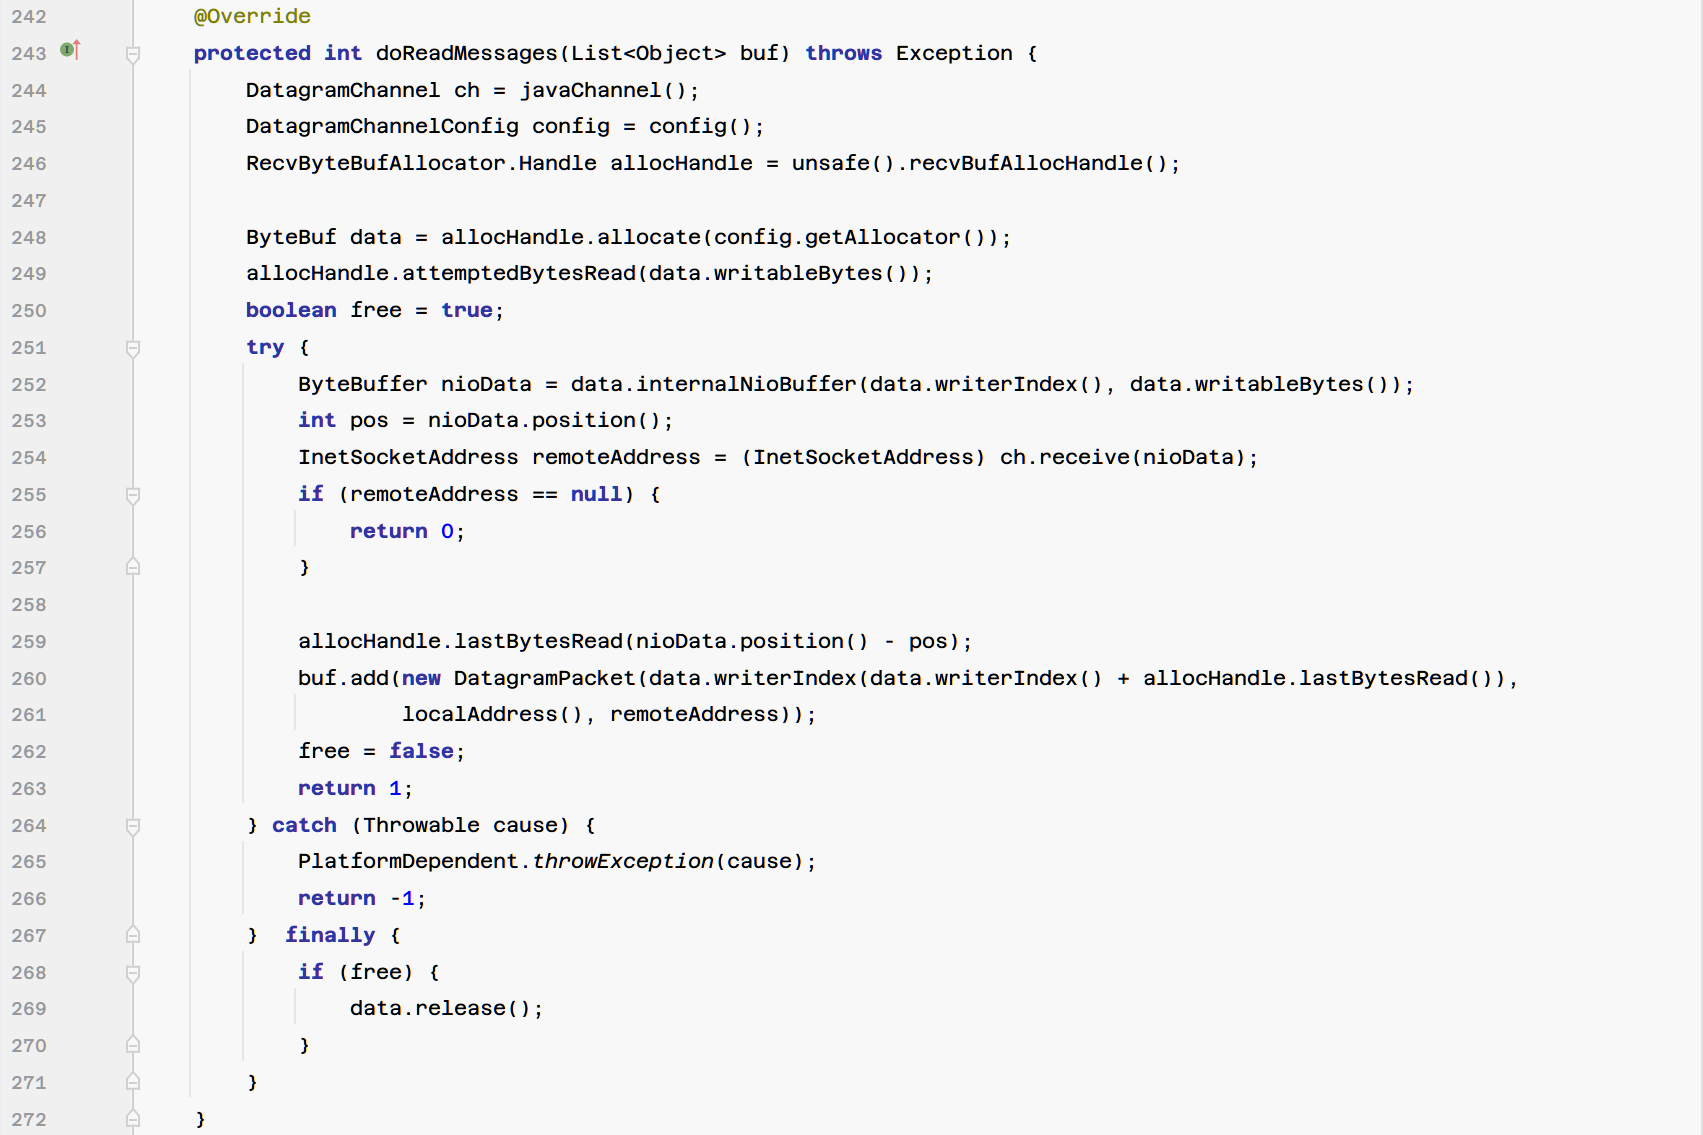 242 @Override
243 protected int doReadMessages(List<Object> buf) throws Exception {
244 DatagramChannel ch = javaChannel();
245 DatagramChannelConfig config = config();
246 RecvByteBufAllocator.Handle allocHandle = unsafe().recvBufAllocHandle();
247
248 ByteBuf data = allocHandle.allocate(config.getAllocator());
249 allocHandle.attemptedBytesRead(data.writableBytes());
250 boolean free = true;
251 try {
252 ByteBuffer nioData = data.internalNioBuffer(data.writerIndex(), data.writableBytes());
253 int pos = nioData.position();
254 InetSocketAddress remoteAddress = (InetSocketAddress) ch.receive(nioData);
255 if (remoteAddress == null) {
256 return 0;
257 }
258
259 allocHandle.lastBytesRead(nioData.position() - pos);
260 buf.add(new DatagramPacket(data.writerIndex(data.writerIndex() + allocHandle.lastBytesRead()),
261 localAddress(), remoteAddress));
262 free = false;
263 return 1;
264 } catch (Throwable cause) {
265 PlatformDependent.throwException(cause);
266 return -1;
267 } finally {
268 if (free) {
269 data.release();
270 }
271 }
272 }